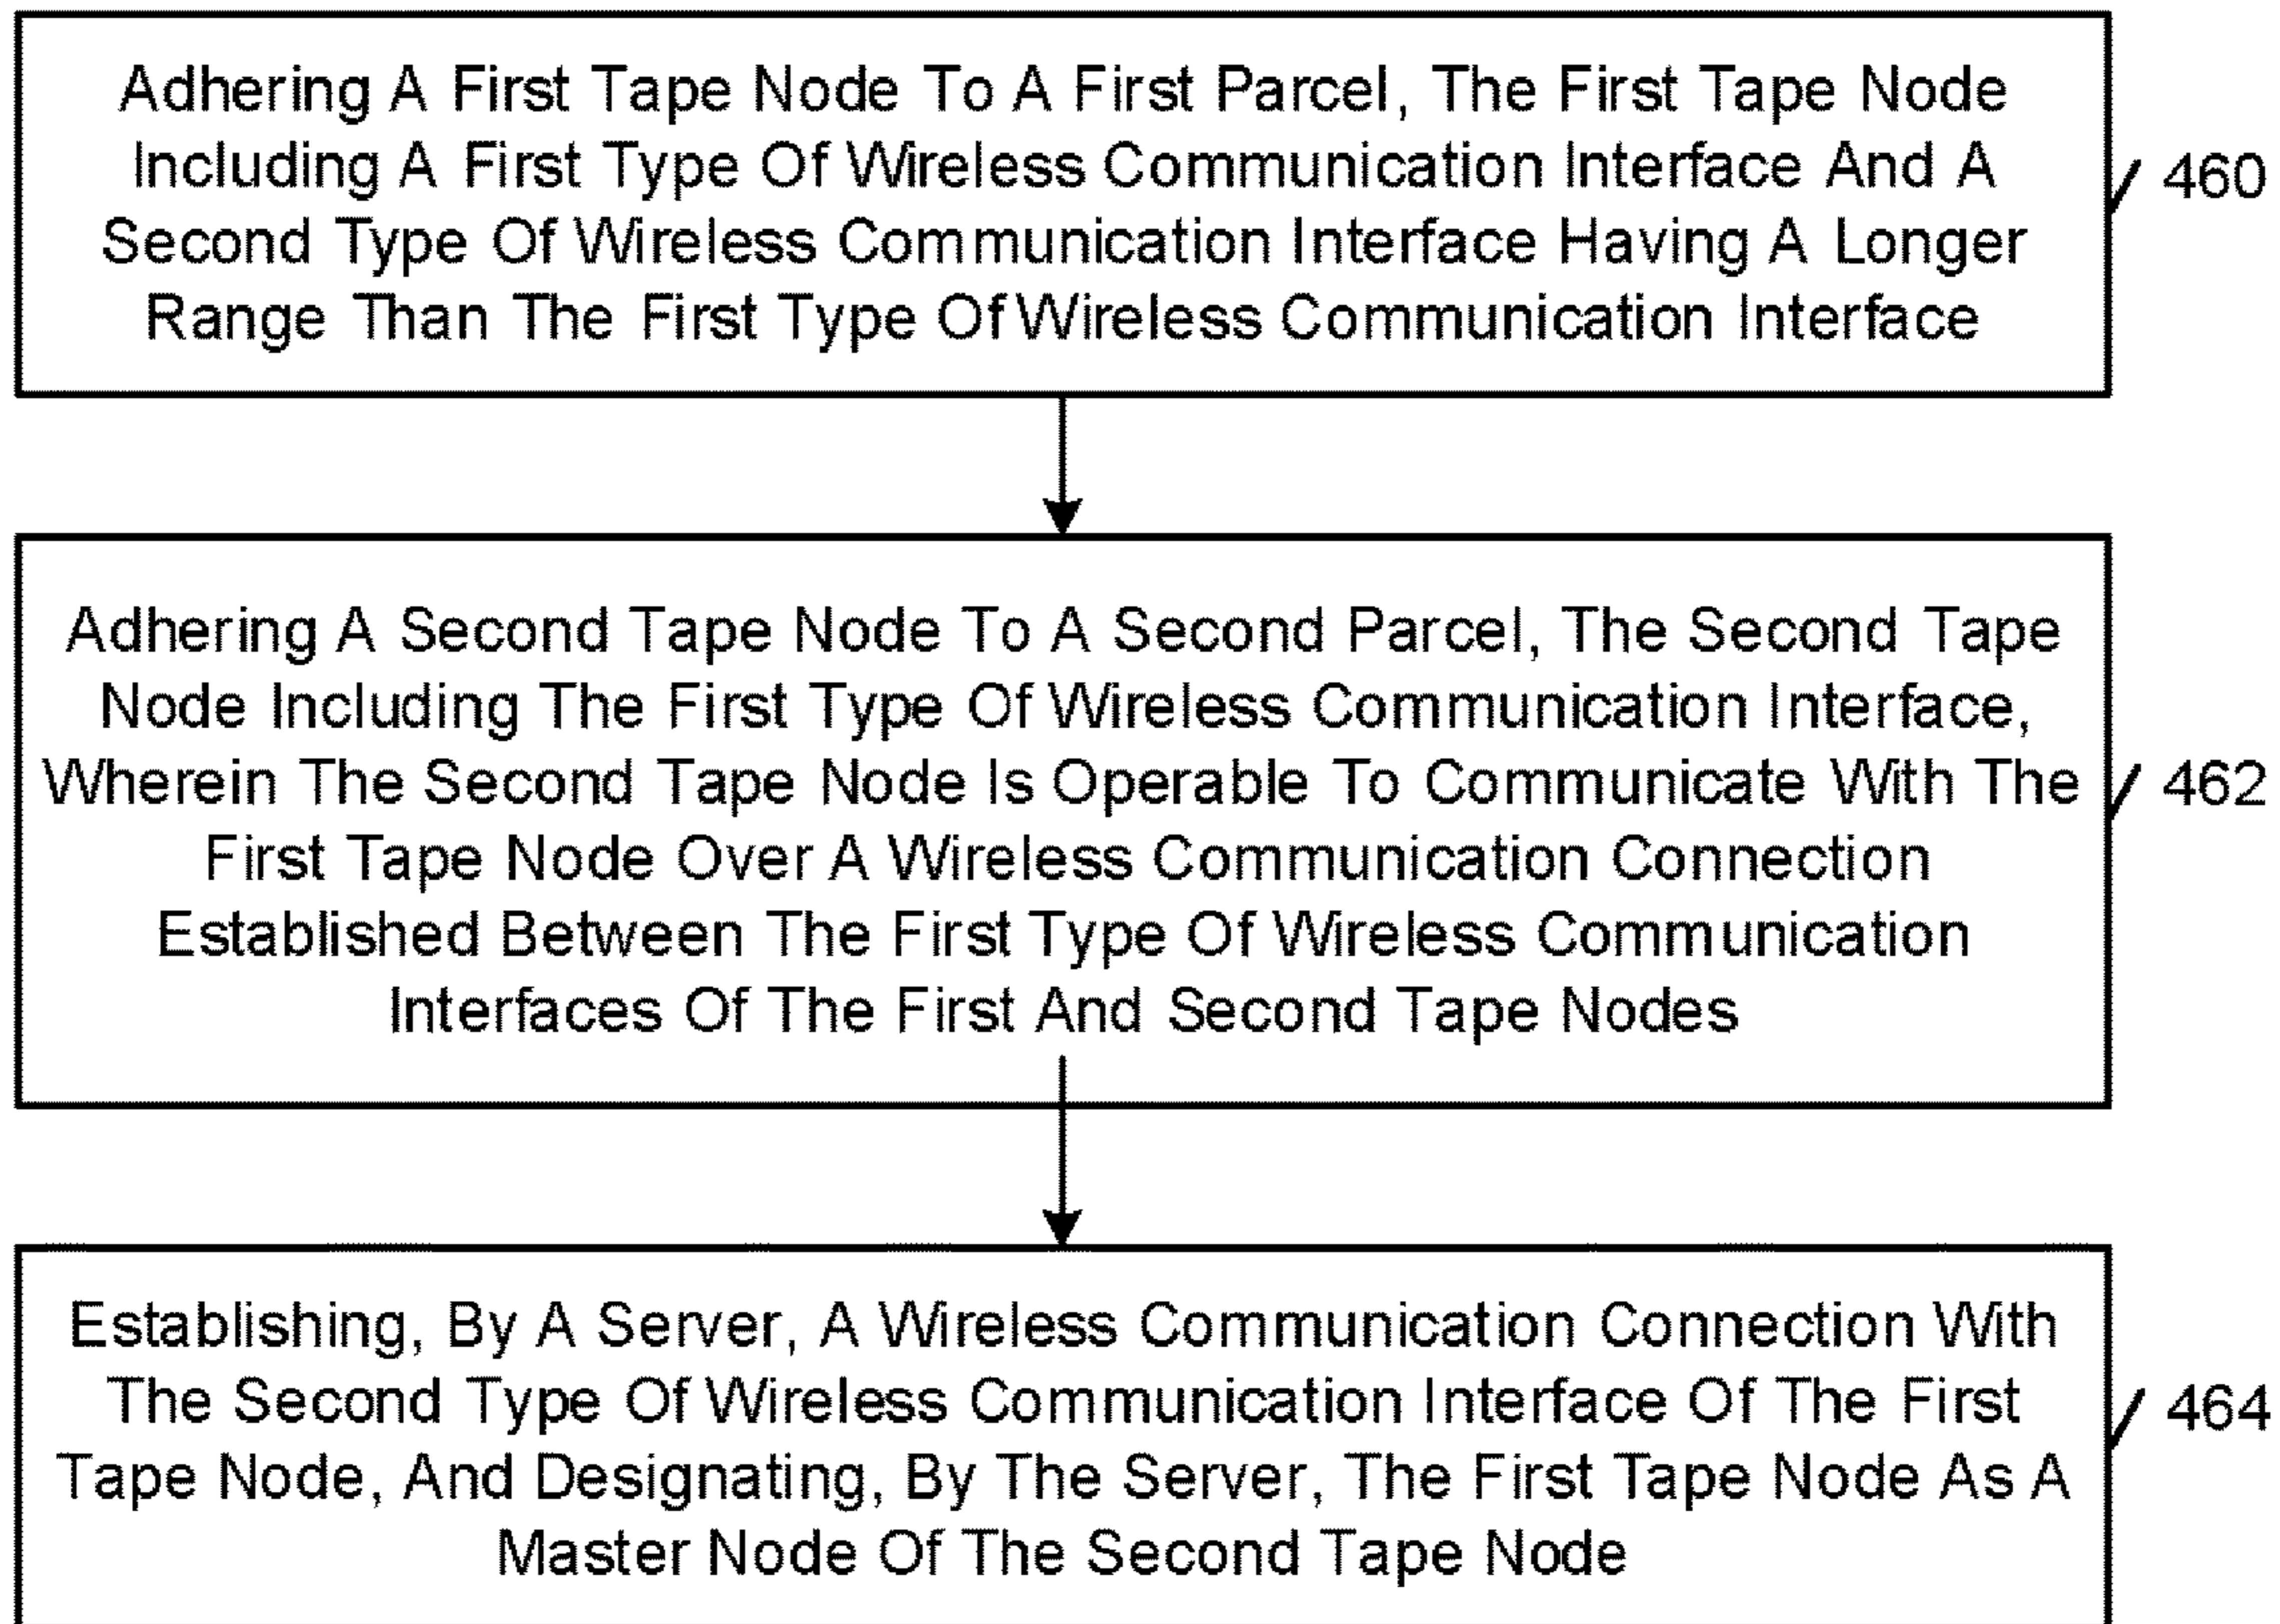 Adhering A First Tape Node To A First Parcel, The First Tape Node
Including A First Type Of Wireless Communication Interface And A
Second Type Of Wireless Communication Interface Having A Longer
Range Than The First Type Of Wireless Communication Interface
460
Adhering A Second Tape Node To A Second Parcel, The Second Tape
Node Including The First Type Of Wireless Communication Interface,
Wherein The Second Tape Node Is Operable To Communicate With The
First Tape Node Over A Wireless Communication Connection
Established Between The First Type Of Wireless Communication
Interfaces Of The First And Second Tape Nodes
462
Establishing, By A Server, A Wireless Communication Connection With
The Second Type Of Wireless Communication Interface Of The First
Tape Node, And Designating, By The Server, The First Tape Node As A
Master Node Of The Second Tape Node
464